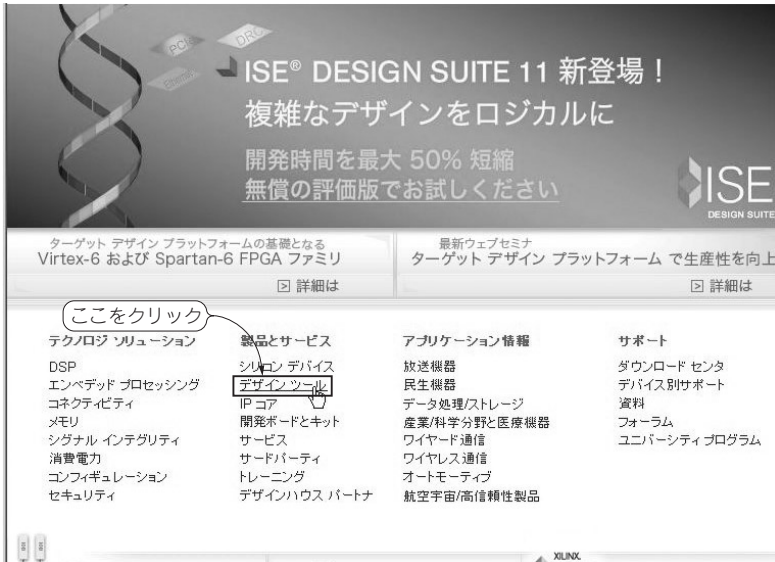 PCIe
DRC
ISE® DESIGN SUITE 11 新登場！
複雑なデザインをロジカルに
開発時間を最大 50% 短縮
無償の評価版でお試しください
ISE
DESIGN SUITE
ターゲット デザイン プラットフォームの基礎となる
Virtex-6 および Spartan-6 FPGA ファミリ
詳細は
最新ウェブセミナ
ターゲット デザイン プラットフォーム で生産性を向上
詳細は
ここをクリック
テクノロジ ソリューション
DSP
エンベデッド プロセッシング
コネクティビティ
メモリ
シグナル インテグリティ
消費電力
コンフィギュレーション
セキュリティ
製品とサービス
シリコン デバイス
デザイン ツール
IP コア
開発ボードとキット
サービス
サードパーティ
トレーニング
デザインハウス パートナ
アプリケーション情報
放送機器
民生機器
データ処理/ストレージ
産業/科学分野と医療機器
ワイヤード通信
ワイヤレス通信
オートモーティブ
航空宇宙/高信頼性製品
サポート
ダウンロード センタ
デバイス別サポート
資料
フォーラム
ユニバーシティ プログラム
XILINX